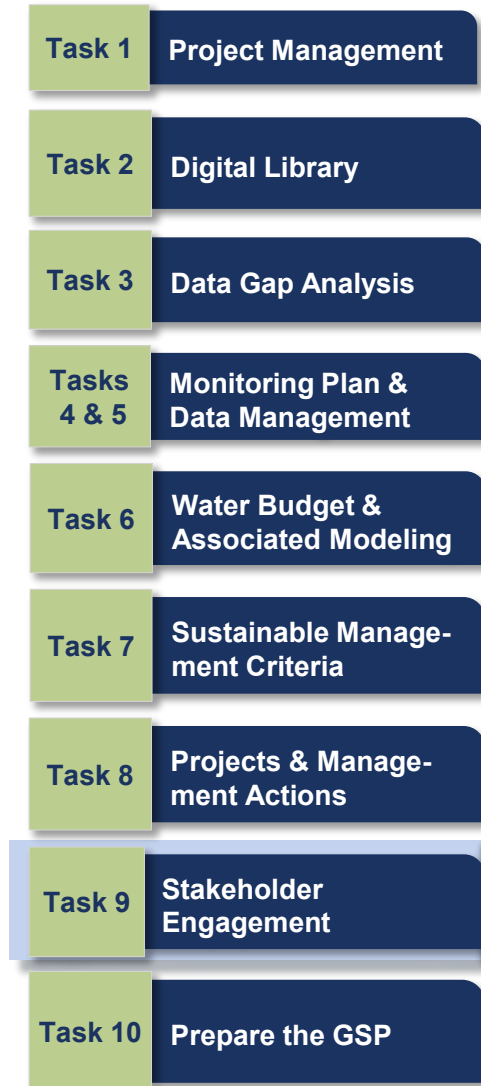 Task 1
Project Management
Task 2
Digital Library
Task 3
Data Gap Analysis
Tasks
4 & 5
Monitoring Plan &
Data Management
Task 6
Water Budget &
Associated Modeling
Task 7
Sustainable Manage-
ment Criteria
Task 8
Projects & Manage-
ment Actions
Task 9
Stakeholder
Engagement
Task 10
Prepare the GSP